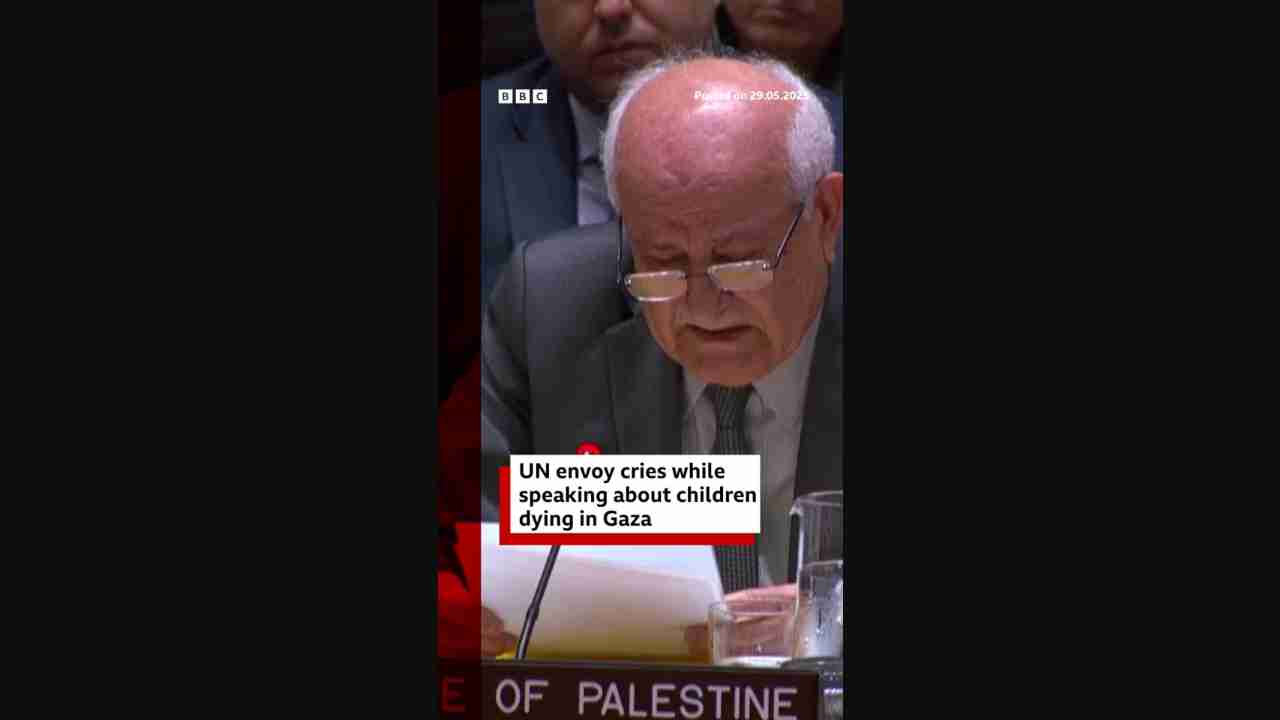 BBC
Posted on 29.05.2025
UN envoy cries while
speaking about children
dying in Gaza
E OF PALESTINE